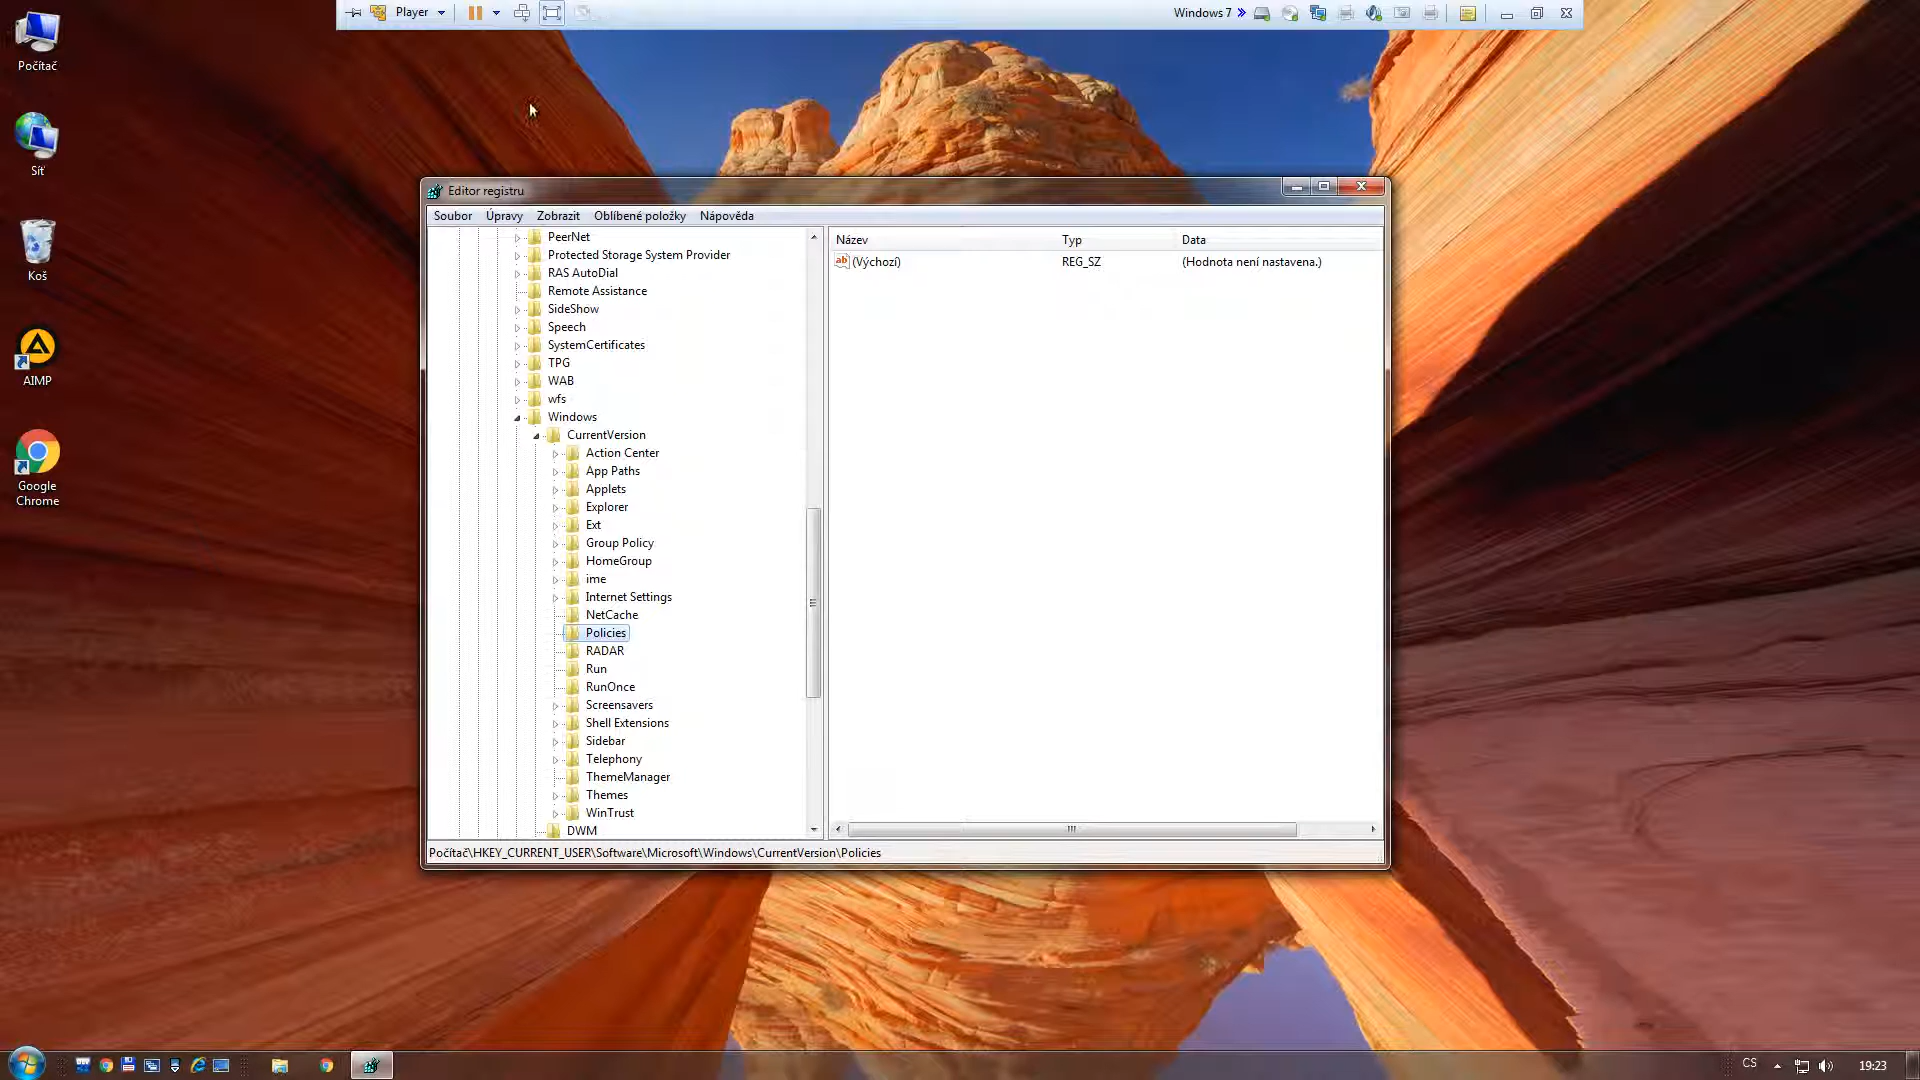 Player
Windows 7
Počítač
Síť
Koš
AIMP
Google
Chrome
Editor registru
Soubor Úpravy Zobrazit Oblíbené položky Nápověda
PeerNet
Protected Storage System Provider
RAS AutoDial
Remote Assistance
SideShow
Speech
SystemCertificates
TPG
WAB
wfs
Windows
CurrentVersion
Action Center
App Paths
Applets
Explorer
Ext
Group Policy
HomeGroup
ime
Internet Settings
NetCache
Policies
RADAR
Run
RunOnce
Screensavers
Shell Extensions
Sidebar
Telephony
ThemeManager
Themes
WinTrust
DWM
Název Typ Data
(Výchozí) REG_SZ (Hodnota není nastavena.)
Počítač\HKEY_CURRENT_USER\Software\Microsoft\Windows\CurrentVersion\Policies
CS 19:23